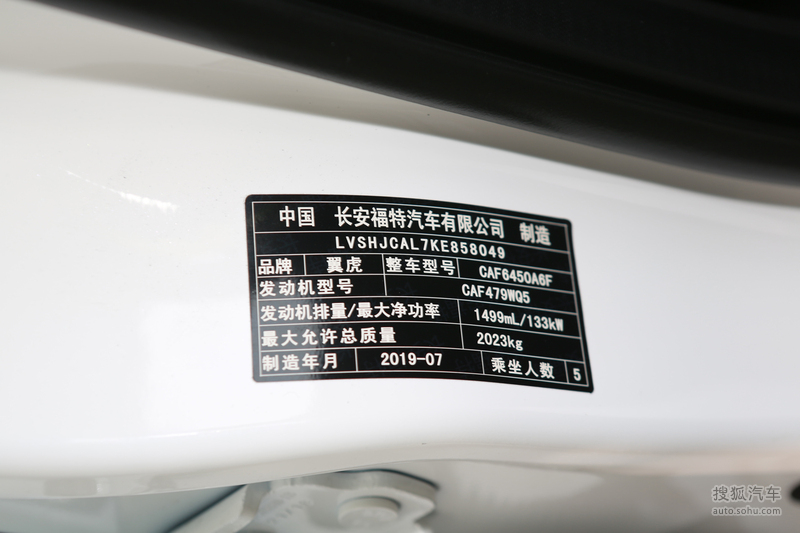 中国 长安福特汽车有限公司 制造
LVSHJCAL7KE858049
品牌 翼虎 整车型号 CAF6450A6F
发动机型号 CAF479WQ5
发动机排量/最大净功率 1499mL/133kW
最大允许总质量 2023kg
制造年月 2019-07 乘坐人数 5
搜狐汽车
auto.sohu.com